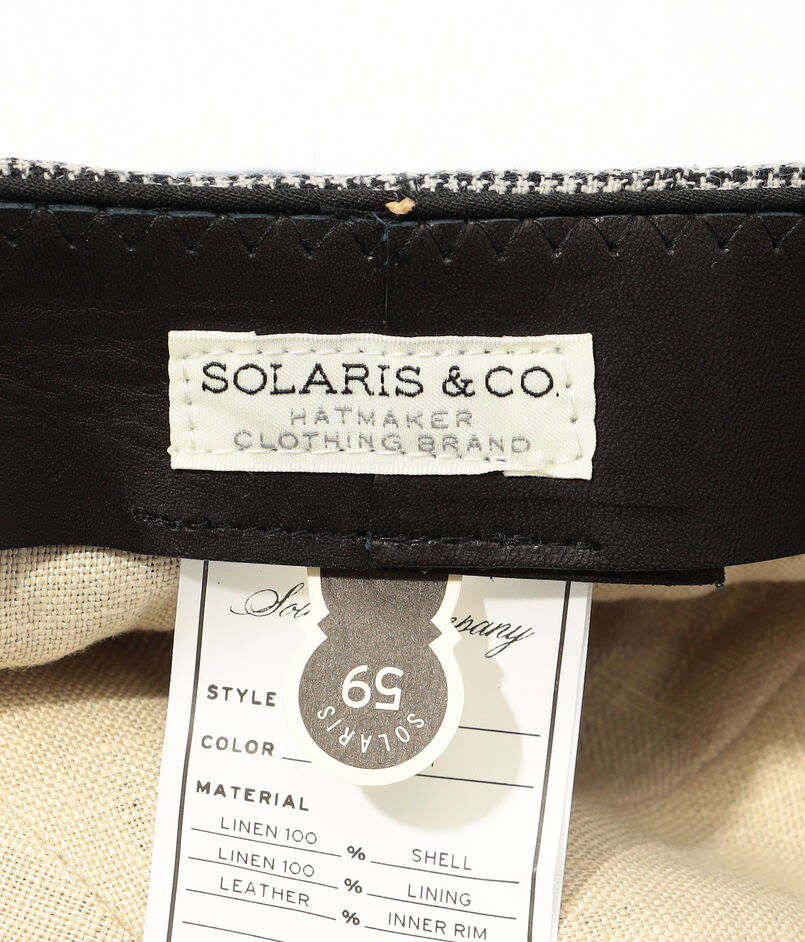 SOLARIS & CO.
HATMAKER
CLOTHING BRAND
59
SOLARIS
STYLE
COLOR
MATERIAL
LINEN 100 % SHELL
LINEN 100 % LINING
LEATHER % INNER RIM